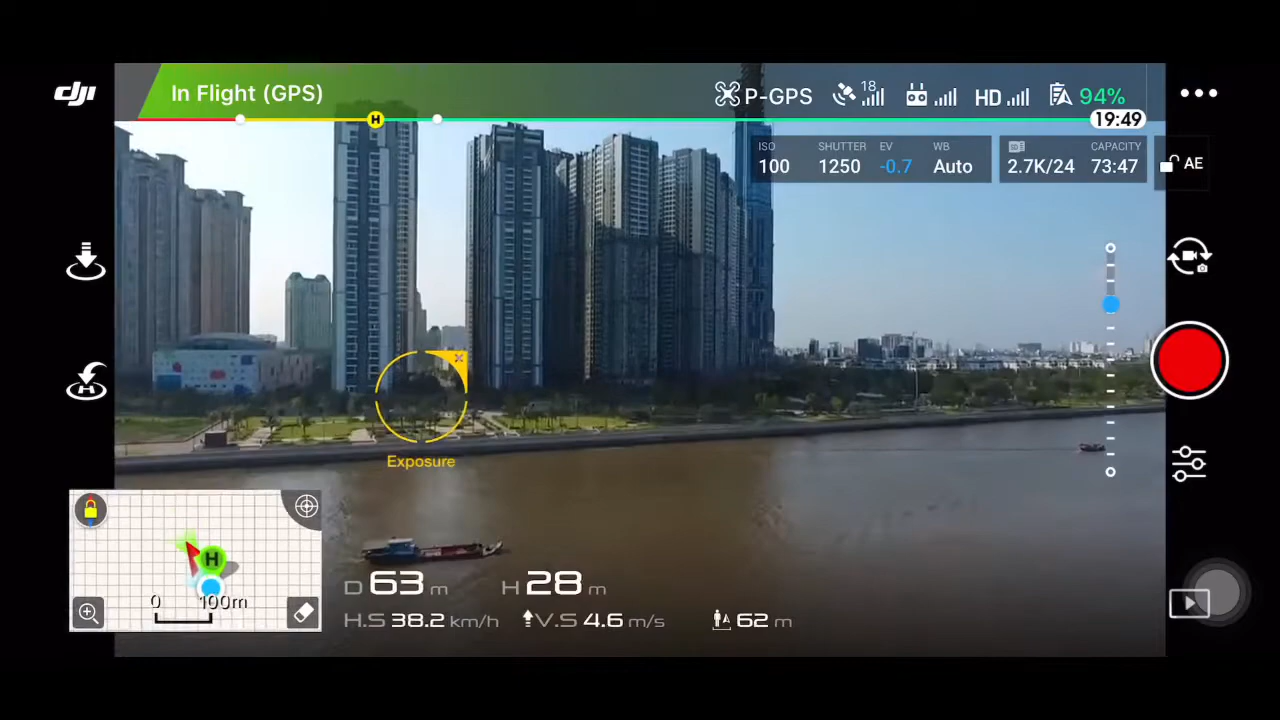 dji
In Flight (GPS)
P-GPS
18
HD
94%
H
19:49
ISO
100
SHUTTER
1250
EV
-0.7
WB
Auto
2.7K/24
CAPACITY
73:47
AE
H
Exposure
H
0 100m
D 63 m H 28 m
H.S 38.2 km/h V.S 4.6 m/s 62 m